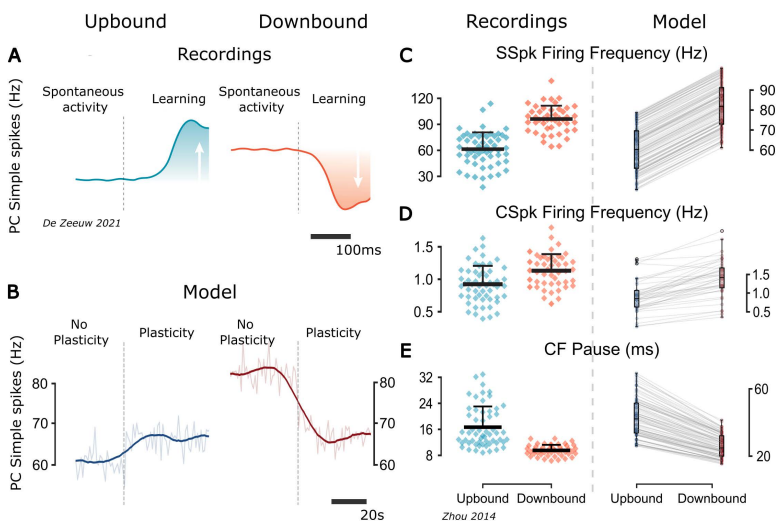 Upbound
Downbound
Recordings
Model
A
Recordings
PC Simple spikes (Hz)
Spontaneous
activity
Learning
Spontaneous
activity
Learning
De Zeeuw 2021
100ms
B
Model
PC Simple spikes (Hz)
No
Plasticity
Plasticity
No
Plasticity
Plasticity
80
70
60
80
70
60
20s
C
SSpk Firing Frequency (Hz)
120
90
60
30
90
80
70
60
D
CSpk Firing Frequency (Hz)
1.5
1.0
0.5
1.5
1.0
0.5
E
CF Pause (ms)
32
24
16
8
60
20
Upbound
Downbound
Upbound
Downbound
Zhou 2014